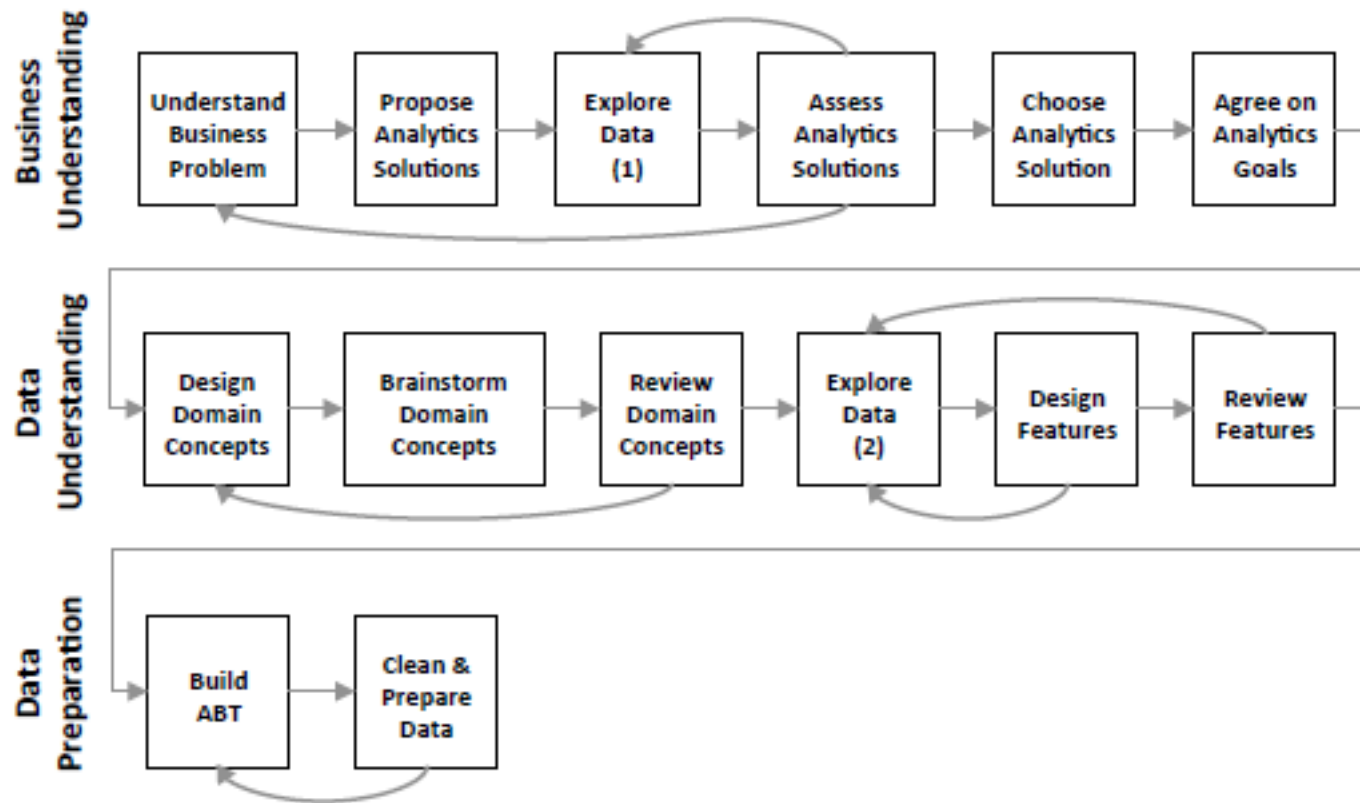 Business
Understanding
Understand
Business
Problem
Propose
Analytics
Solutions
Explore
Data
(1)
Assess
Analytics
Solutions
Choose
Analytics
Solution
Agree on
Analytics
Goals
Data
Understanding
Design
Domain
Concepts
Brainstorm
Domain
Concepts
Review
Domain
Concepts
Explore
Data
(2)
Design
Features
Review
Features
Data
Preparation
Build
ABT
Clean &
Prepare
Data